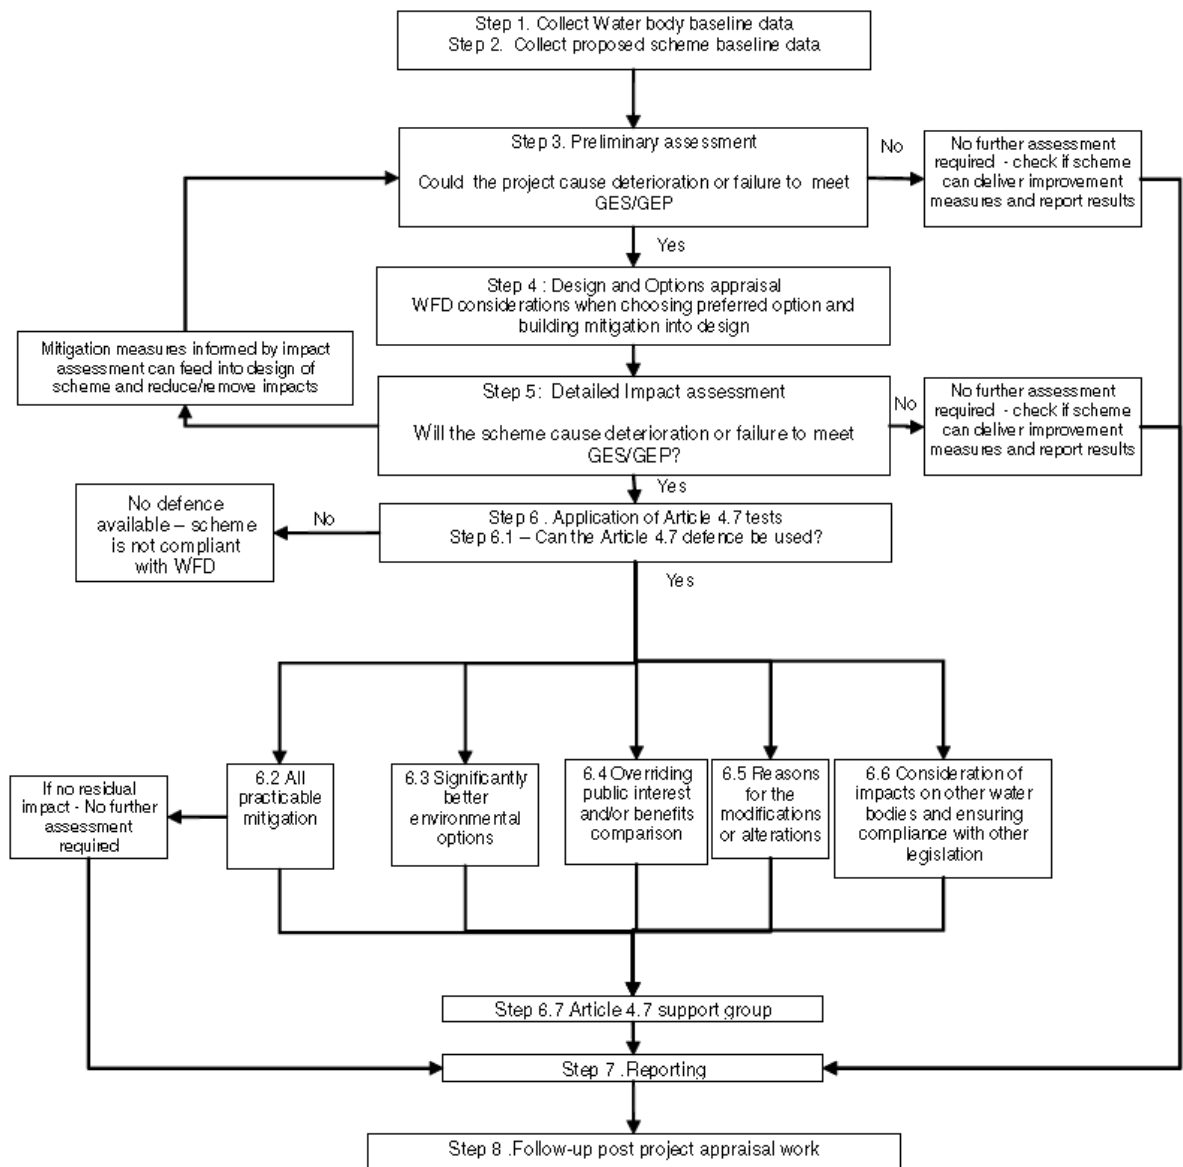 Step 1. Collect Water body baseline data
Step 2. Collect proposed scheme baseline data
Step 3. Preliminary assessment
Could the project cause deterioration or failure to meet
GES/GEP
No
No further assessment
required - check if scheme
can deliver improvement
measures and report results
Yes
Step 4 : Design and Options appraisal
WFD considerations when choosing preferred option and
building mitigation into design
Mitigation measures informed by impact
assessment can feed into design of
scheme and reduce/remove impacts
Step 5: Detailed Impact assessment
Will the scheme cause deterioration or failure to meet
GES/GEP?
No
No further assessment
required - check if scheme
can deliver improvement
measures and report results
Yes
Step 6 . Application of Article 4.7 tests
Step 6.1 – Can the Article 4.7 defence be used?
No
No defence
available – scheme
is not compliant
with WFD
Yes
If no residual
impact - No further
assessment
required
6.2 All
practicable
mitigation
6.3 Significantly
better
environmental
options
6.4 Overriding
public interest
and/or benefits
comparison
6.5 Reasons
for the
modifications
or alterations
6.6 Consideration of
impacts on other water
bodies and ensuring
compliance with other
legislation
Step 6.7 Article 4.7 support group
Step 7 .Reporting
Step 8 .Follow-up post project appraisal work